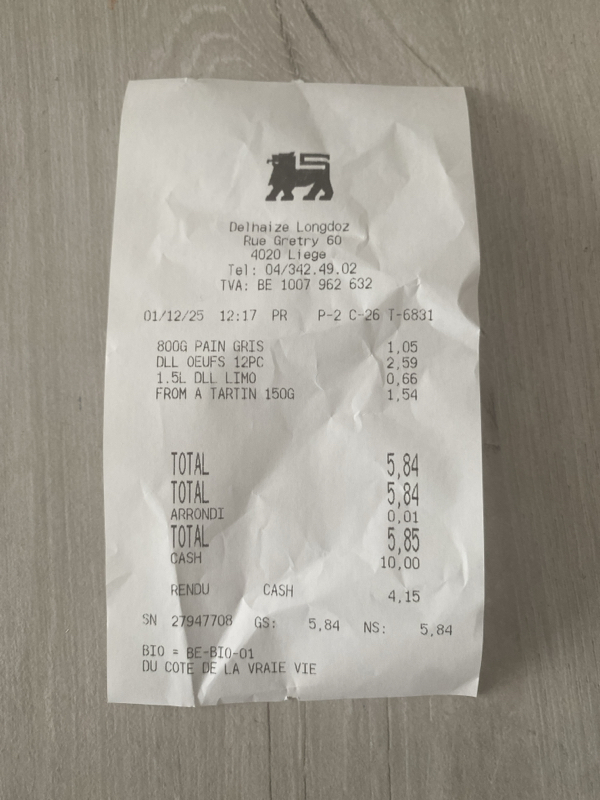 Delhaize Longdoz
Rue Gretry 60
4020 Liege
Tel: 04/342.49.02
TVA: BE 1007 962 632
01/12/25 12:17 PR P-2 C-26 T-6831
800G PAIN GRIS 1,05
DLL OEUFS 12PC 2,59
1.5L DLL LIMO 0,66
FROM A TARTIN 150G 1,54
TOTAL 5,84
TOTAL 5,84
ARRONDI 0,01
TOTAL 5,85
CASH 10,00
RENDU CASH 4,15
SN 27947708 GS: 5,84 NS: 5,84
BIO = BE-BIO-01
DU COTE DE LA VRAIE VIE